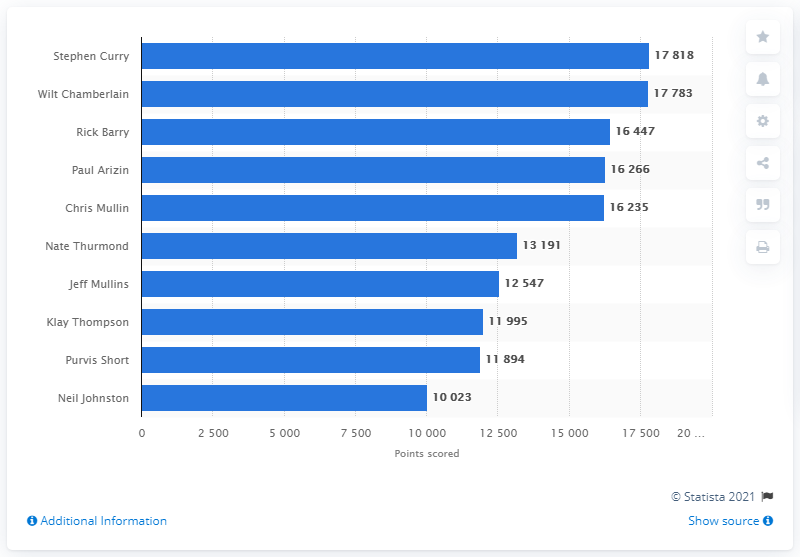 Stephen Curry 17 818
Wilt Chamberlain 17 783
Rick Barry 16 447
Paul Arizin 16 266
Chris Mullin 16 235
Nate Thurmond 13 191
Jeff Mullins 12 547
Klay Thompson 11 995
Purvis Short 11 894
Neil Johnston 10 023
0 2 500 5 000 7 500 10 000 12 500 15 000 17 500 20 ...
Points scored
© Statista 2021
Additional Information Show source